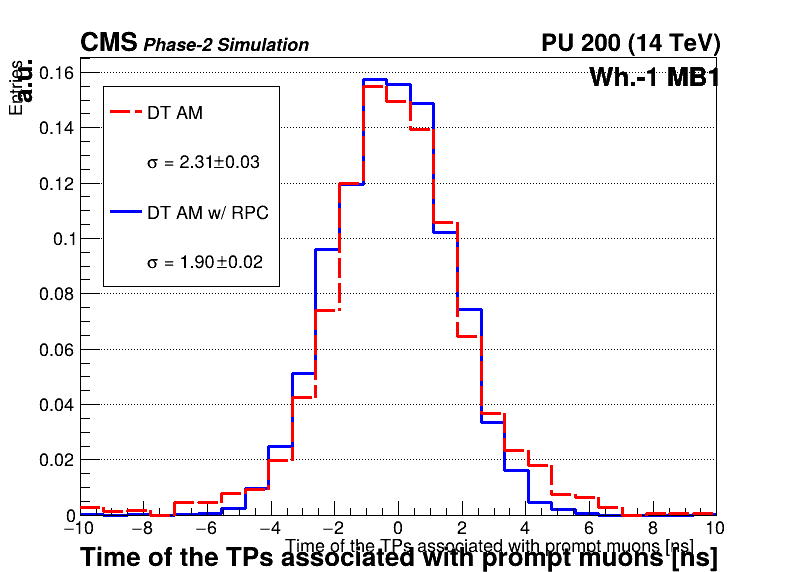 CMS Phase-2 Simulation PU 200 (14 TeV)
Wh.-1 MB1
Entries
a.u.
DT AM
σ = 2.31±0.03
DT AM w/ RPC
σ = 1.90±0.02
0.16
0.14
0.12
0.1
0.08
0.06
0.04
0.02
0
−10 −8 −6 −4 −2 0 2 4 6 8 10
Time of the TPs associated with prompt muons [ns]
Time of the TPs associated with prompt muons [ns]